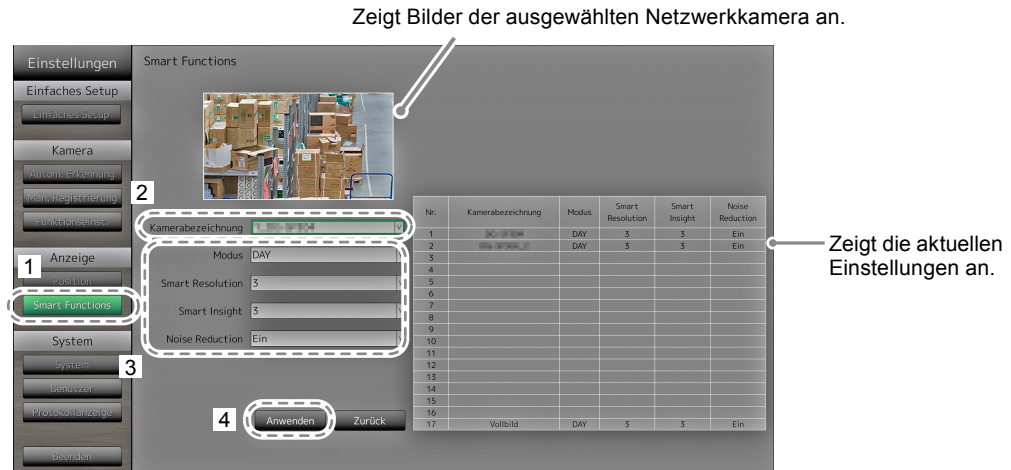 Zeigt Bilder der ausgewählten Netzwerkkamera an.
Einstellungen
Smart Functions
Einfaches Setup
Einfaches Setup
Kamera
Autom. Erkennung
Man. Registrierung
Funktionseinst.
Anzeige
1
Position
Smart Functions
System
System
3
Benutzer
Protokollanzeige
Beenden
2
Kamerabezeichnung
Modus DAY
Smart Resolution 3
Smart Insight 3
Noise Reduction Ein
4
Anwenden Zurück
Nr. Kamerabezeichnung Modus Smart Resolution Smart Insight Noise Reduction
1 DAY 3 3 Ein
2 DAY 3 3 Ein
3
4
5
6
7
8
9
10
11
12
13
14
15
16
17 Vollbild DAY 3 3 Ein
Zeigt die aktuellen
Einstellungen an.